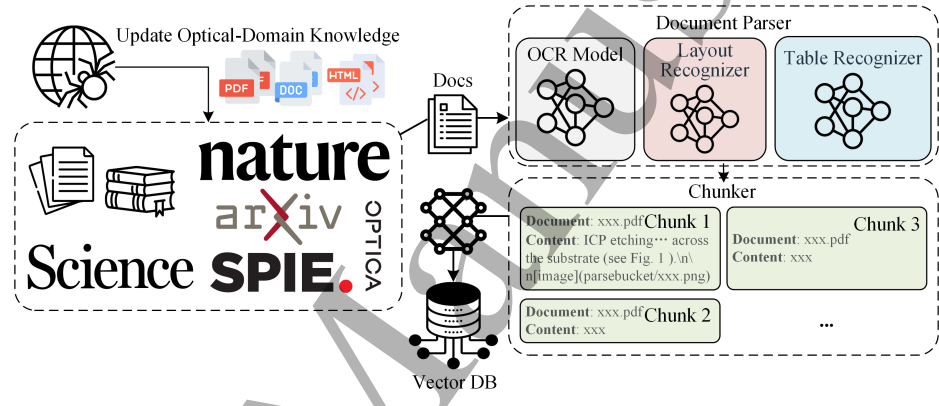 Update Optical-Domain Knowledge
PDF
DOC
HTML
</>
nature
arXiv
OPTICA
Science
SPIE.
Docs
Document Parser
OCR Model
Layout
Recognizer
Table Recognizer
Chunker
Document: xxx.pdf Chunk 1
Content: ICP etching··· across
the substrate (see Fig. 1 ).\n\
n[image](parsebucket/xxx.png)
Chunk 3
Document: xxx.pdf
Content: xxx
Document: xxx.pdf Chunk 2
Content: xxx
...
Vector DB